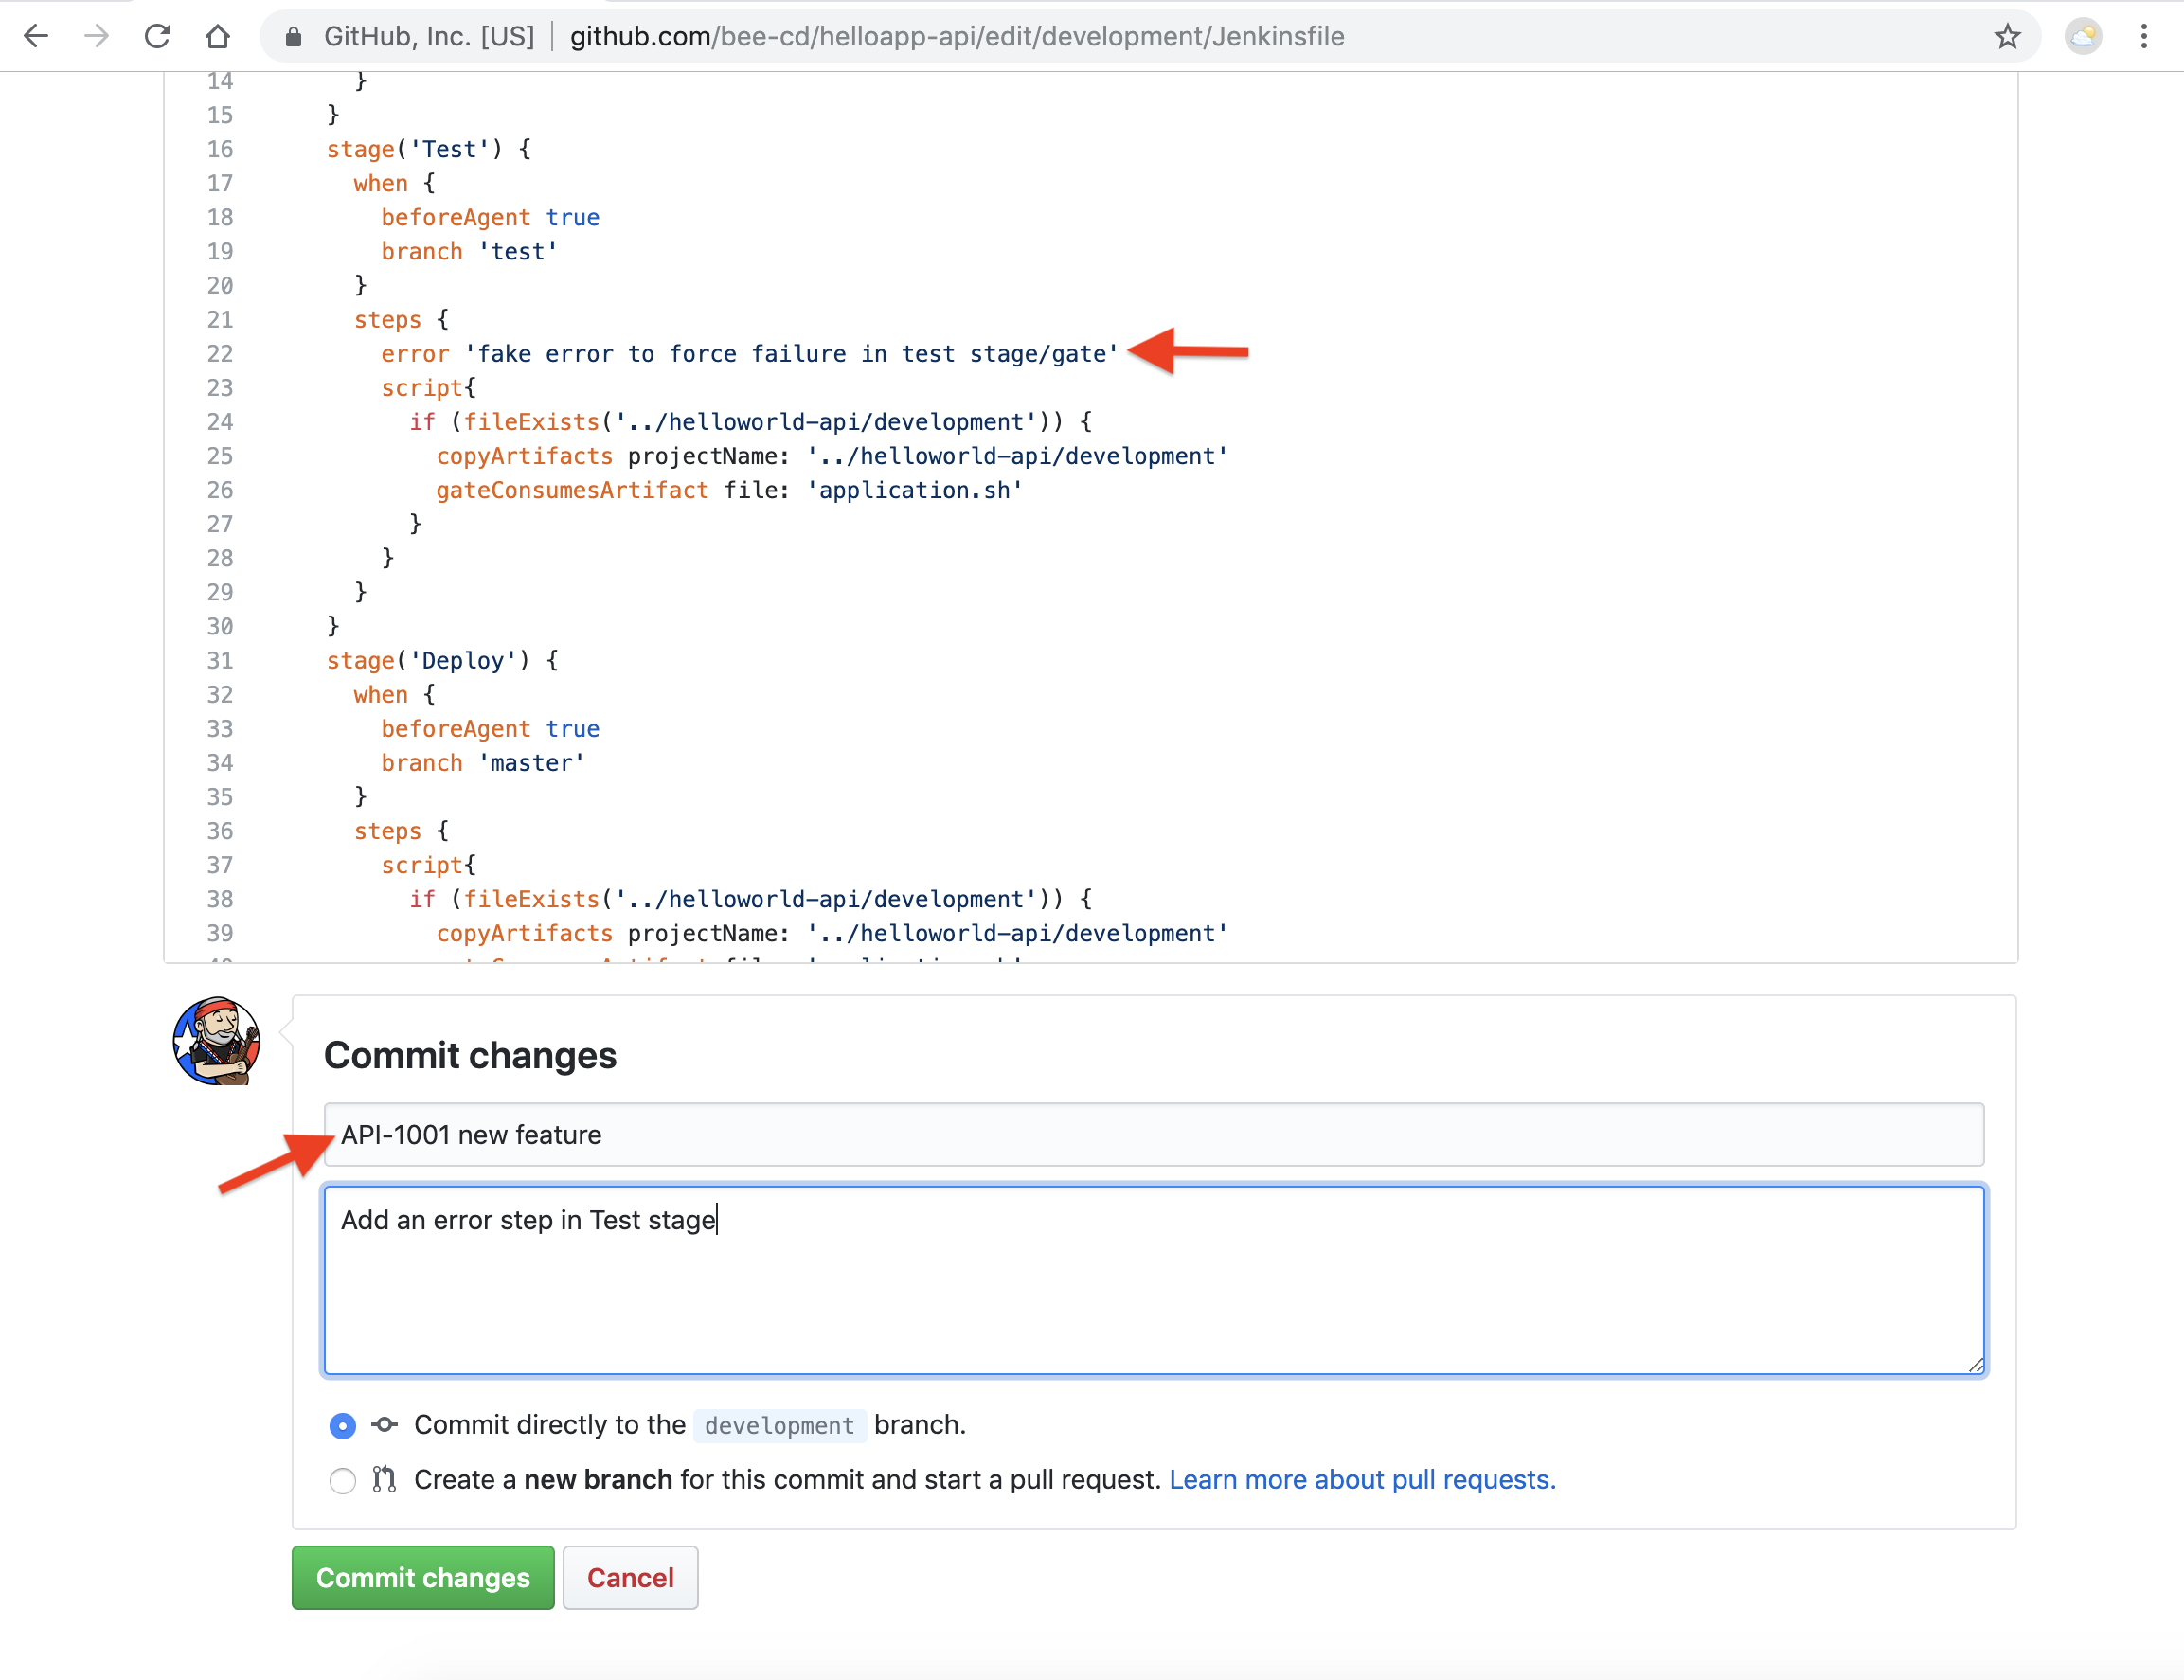 GitHub, Inc. [US] | github.com/bee-cd/helloapp-api/edit/development/Jenkinsfile
14 }
15 }
16 stage('Test') {
17 when {
18 beforeAgent true
19 branch 'test'
20 }
21 steps {
22 error 'fake error to force failure in test stage/gate'
23 script{
24 if (fileExists('../helloworld-api/development')) {
25 copyArtifacts projectName: '../helloworld-api/development'
26 gateConsumesArtifact file: 'application.sh'
27 }
28 }
29 }
30 }
31 stage('Deploy') {
32 when {
33 beforeAgent true
34 branch 'master'
35 }
36 steps {
37 script{
38 if (fileExists('../helloworld-api/development')) {
39 copyArtifacts projectName: '../helloworld-api/development'
Commit changes
API-1001 new feature
Add an error step in Test stage
Commit directly to the development branch.
Create a new branch for this commit and start a pull request. Learn more about pull requests.
Commit changes Cancel